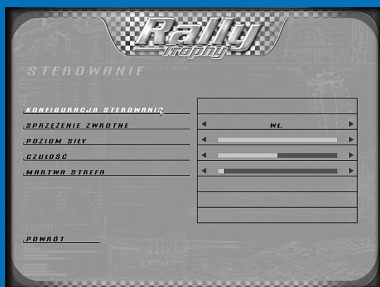 Rally
Trophy
STEROWANIE
KONFIGURACJA STEROWANIA
SPRZĘŻENIE ZWROTNE WŁ.
POZIOM SIŁY
CZUŁOŚĆ
MARTWA STREFA
POWRÓT